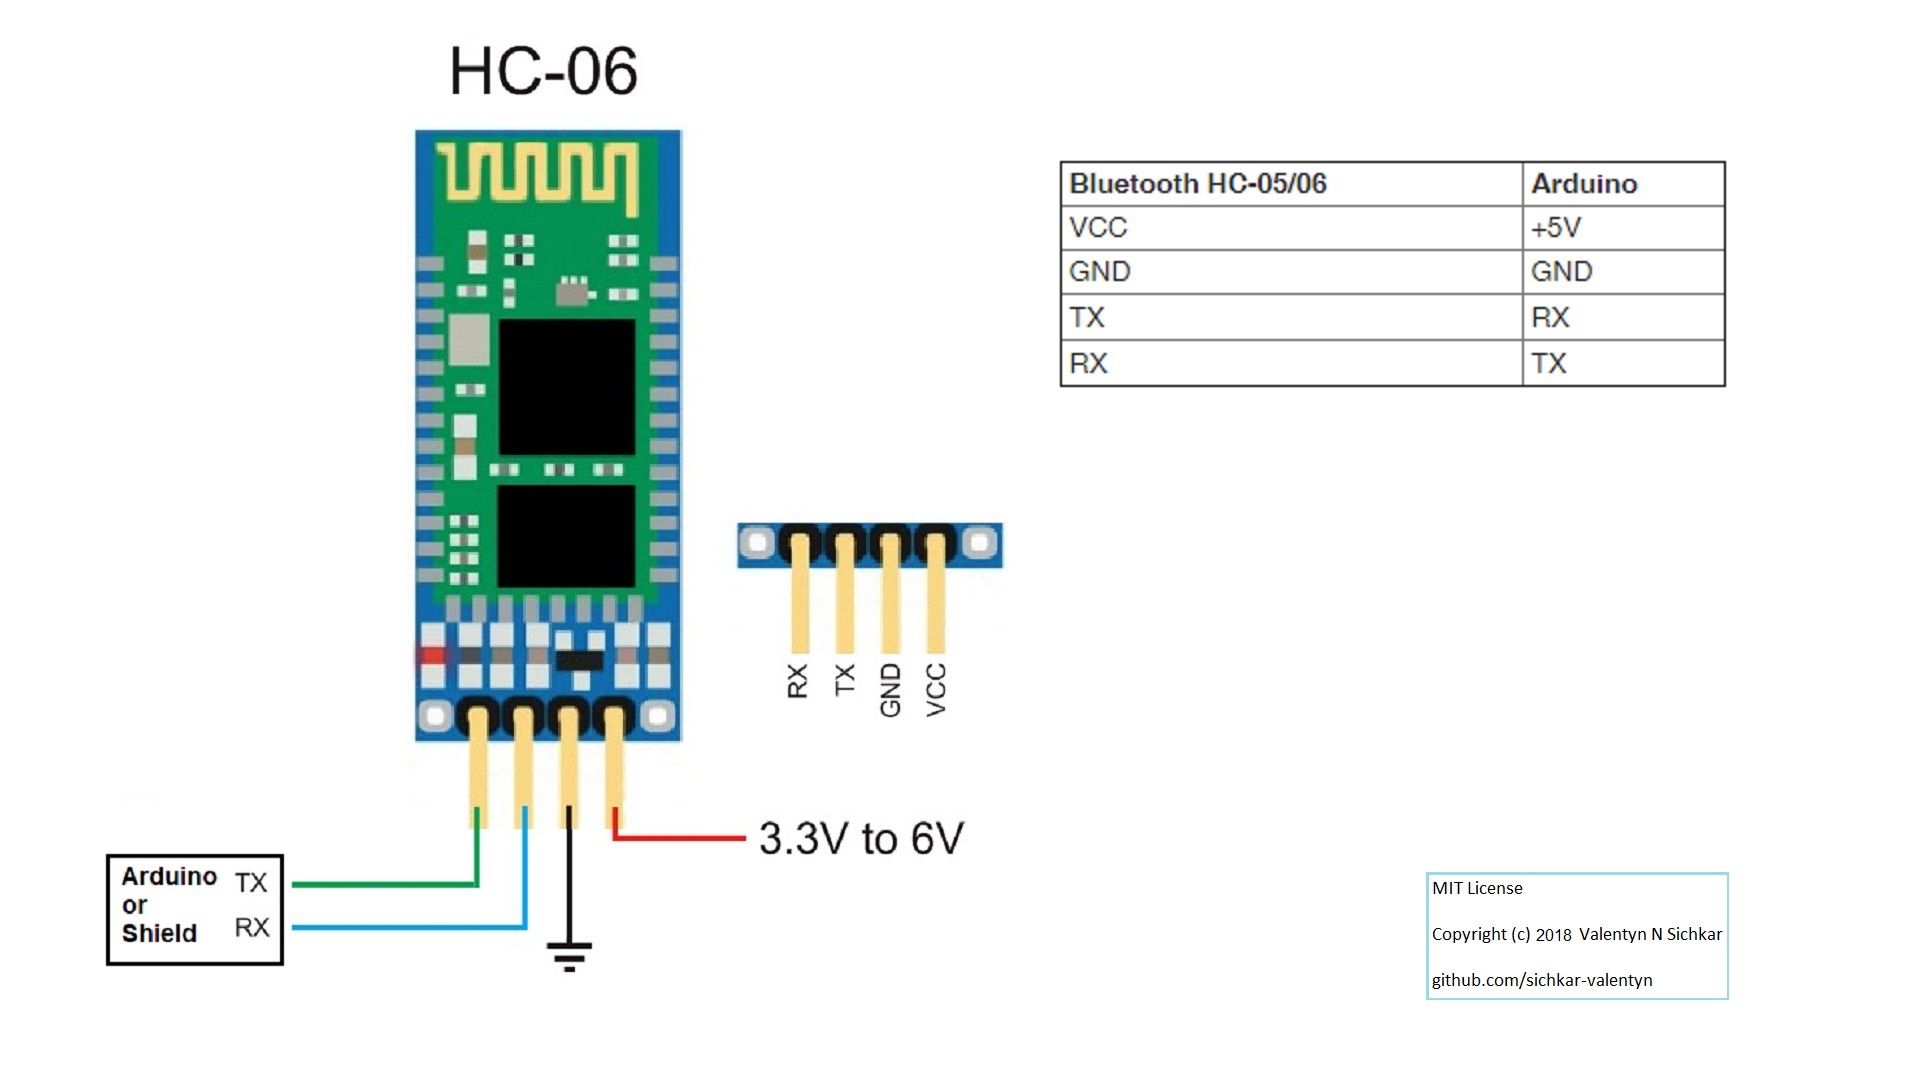 HC-06
Bluetooth HC-05/06 Arduino
VCC +5V
GND GND
TX RX
RX TX
RX TX GND VCC
3.3V to 6V
Arduino TX
or
Shield RX
MIT License
Copyright (c) 2018 Valentyn N Sichkar
github.com/sichkar-valentyn